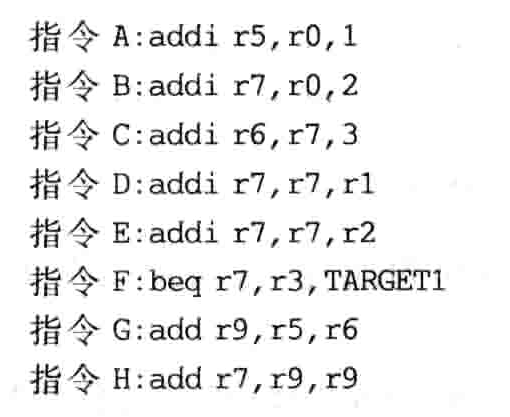 指令 A:addi r5,r0,1
指令 B:addi r7,r0,2
指令 C:addi r6,r7,3
指令 D:addi r7,r7,r1
指令 E:addi r7,r7,r2
指令 F:beq r7,r3,TARGET1
指令 G:add r9,r5,r6
指令 H:add r7,r9,r9